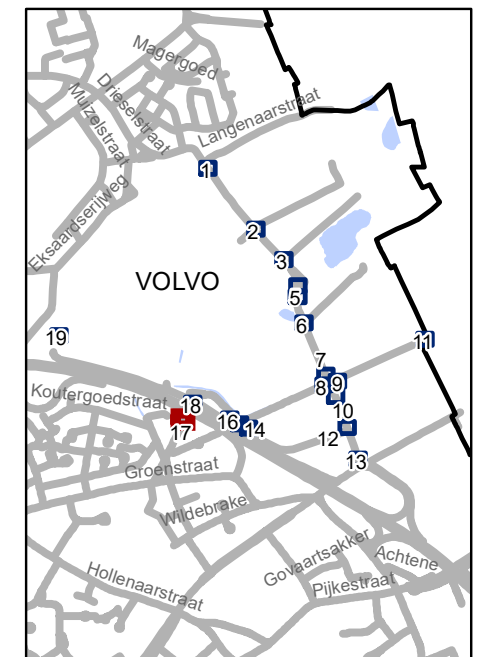 Magergoed
Drieselstraat
Muizelstraat
Langenaarstraat
1
Eksaardserijweg
2
3
VOLVO
5
6
19
11
7
8 9
Koutergoedstraat
18
10
16
14
17
12
13
Groenstraat
Wildebrake
Govaartsakker
Achtene
Hollenaarstraat
Pijkestraat